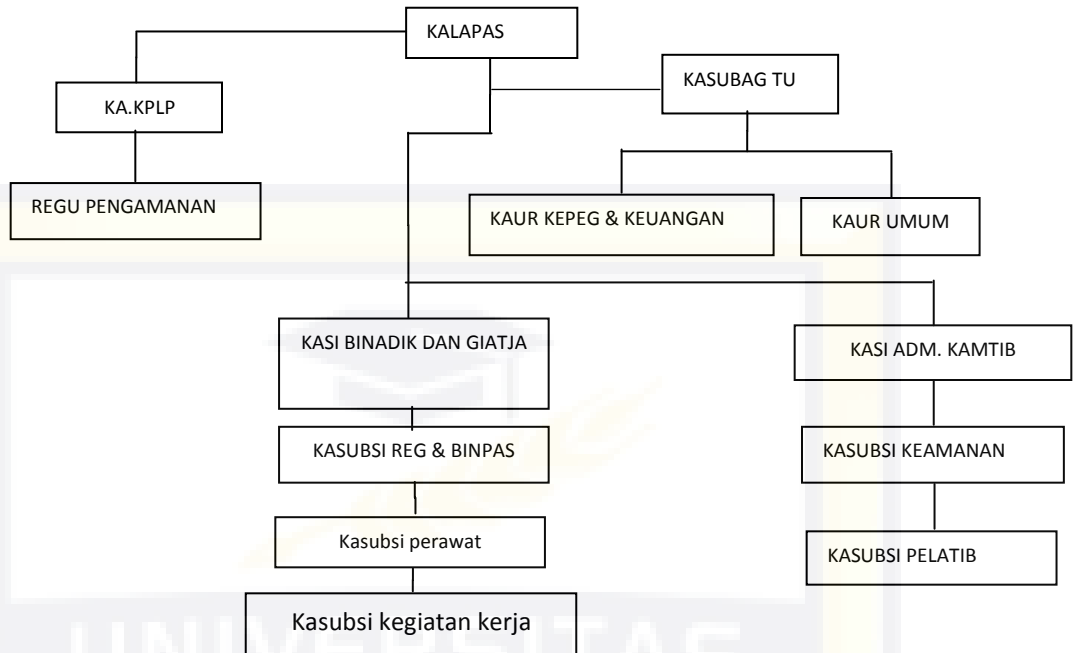 KALAPAS
KASUBAG TU
KA.KPLP
REGU PENGAMANAN
KAUR KEPEG & KEUANGAN
KAUR UMUM
KASI BINADIK DAN GIATJA
KASI ADM. KAMTIB
KASUBSI REG & BINPAS
KASUBSI KEAMANAN
Kasubsi perawat
KASUBSI PELATIB
Kasubsi kegiatan kerja
UNIVERSITAS